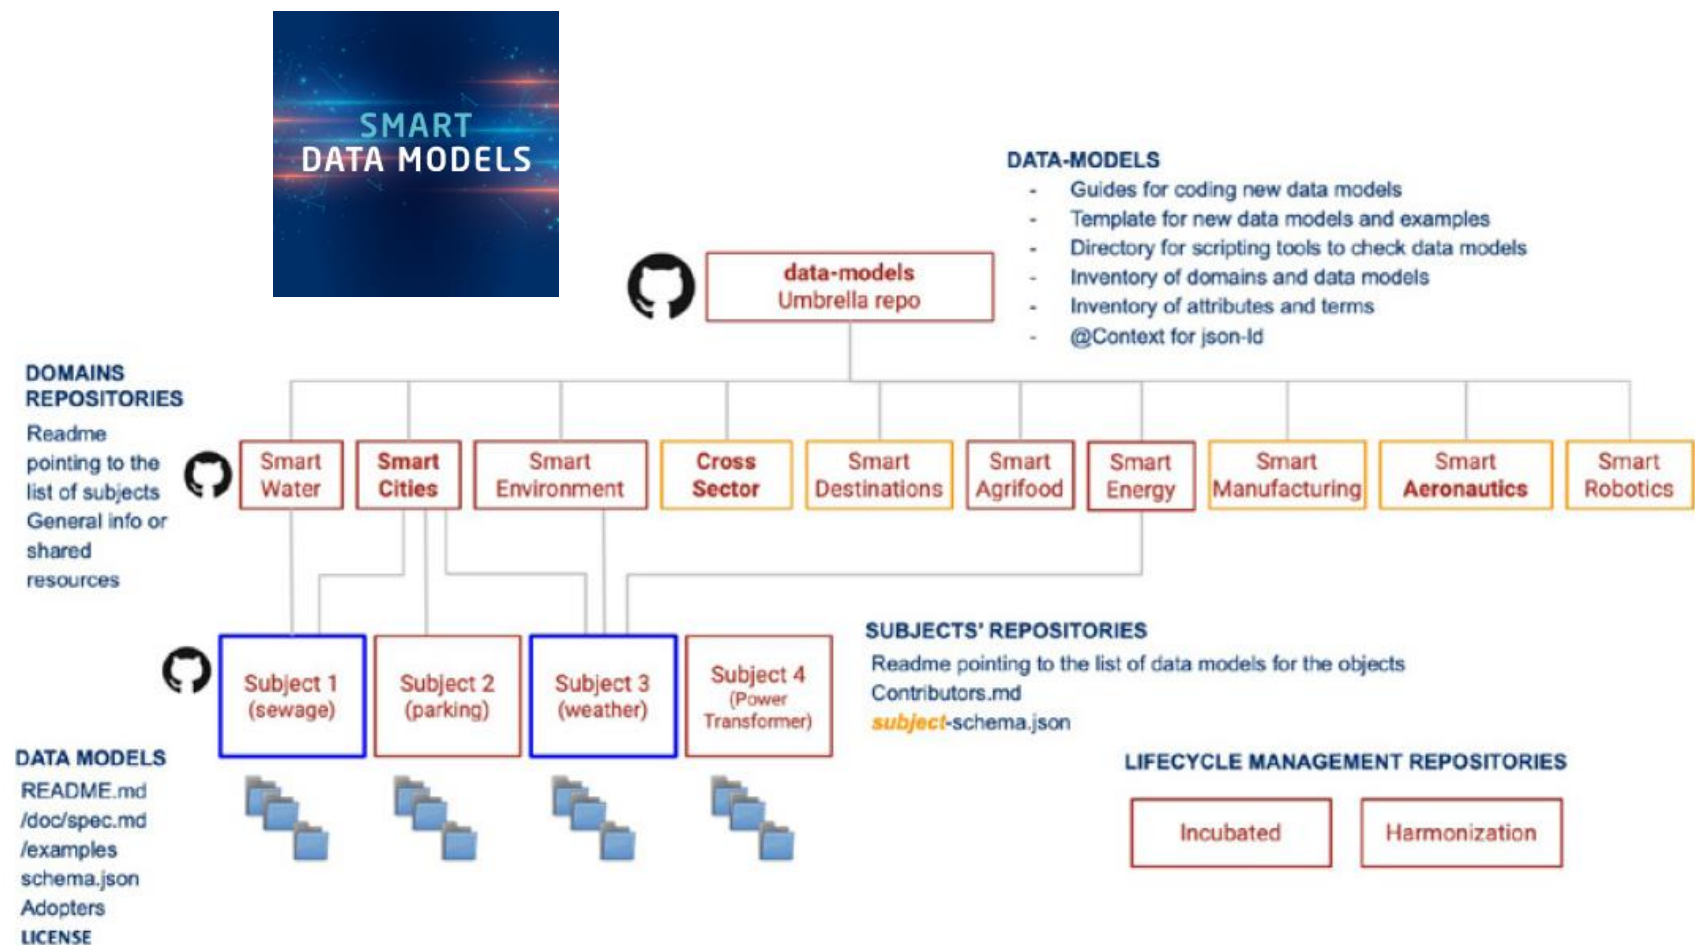 SMART
DATA MODELS
DATA-MODELS
- Guides for coding new data models
- Template for new data models and examples
- Directory for scripting tools to check data models
- Inventory of domains and data models
- Inventory of attributes and terms
- @Context for json-ld
data-models
Umbrella repo
DOMAINS
REPOSITORIES
Readme
pointing to the
list of subjects
General info or
shared
resources
Smart
Water
Smart
Cities
Smart
Environment
Cross
Sector
Smart
Destinations
Smart
Agrifood
Smart
Energy
Smart
Manufacturing
Smart
Aeronautics
Smart
Robotics
Subject 1
(sewage)
Subject 2
(parking)
Subject 3
(weather)
Subject 4
(Power
Transformer)
SUBJECTS' REPOSITORIES
Readme pointing to the list of data models for the objects
Contributors.md
subject-schema.json
DATA MODELS
README.md
/doc/spec.md
/examples
schema.json
Adopters
LICENSE
LIFECYCLE MANAGEMENT REPOSITORIES
Incubated
Harmonization